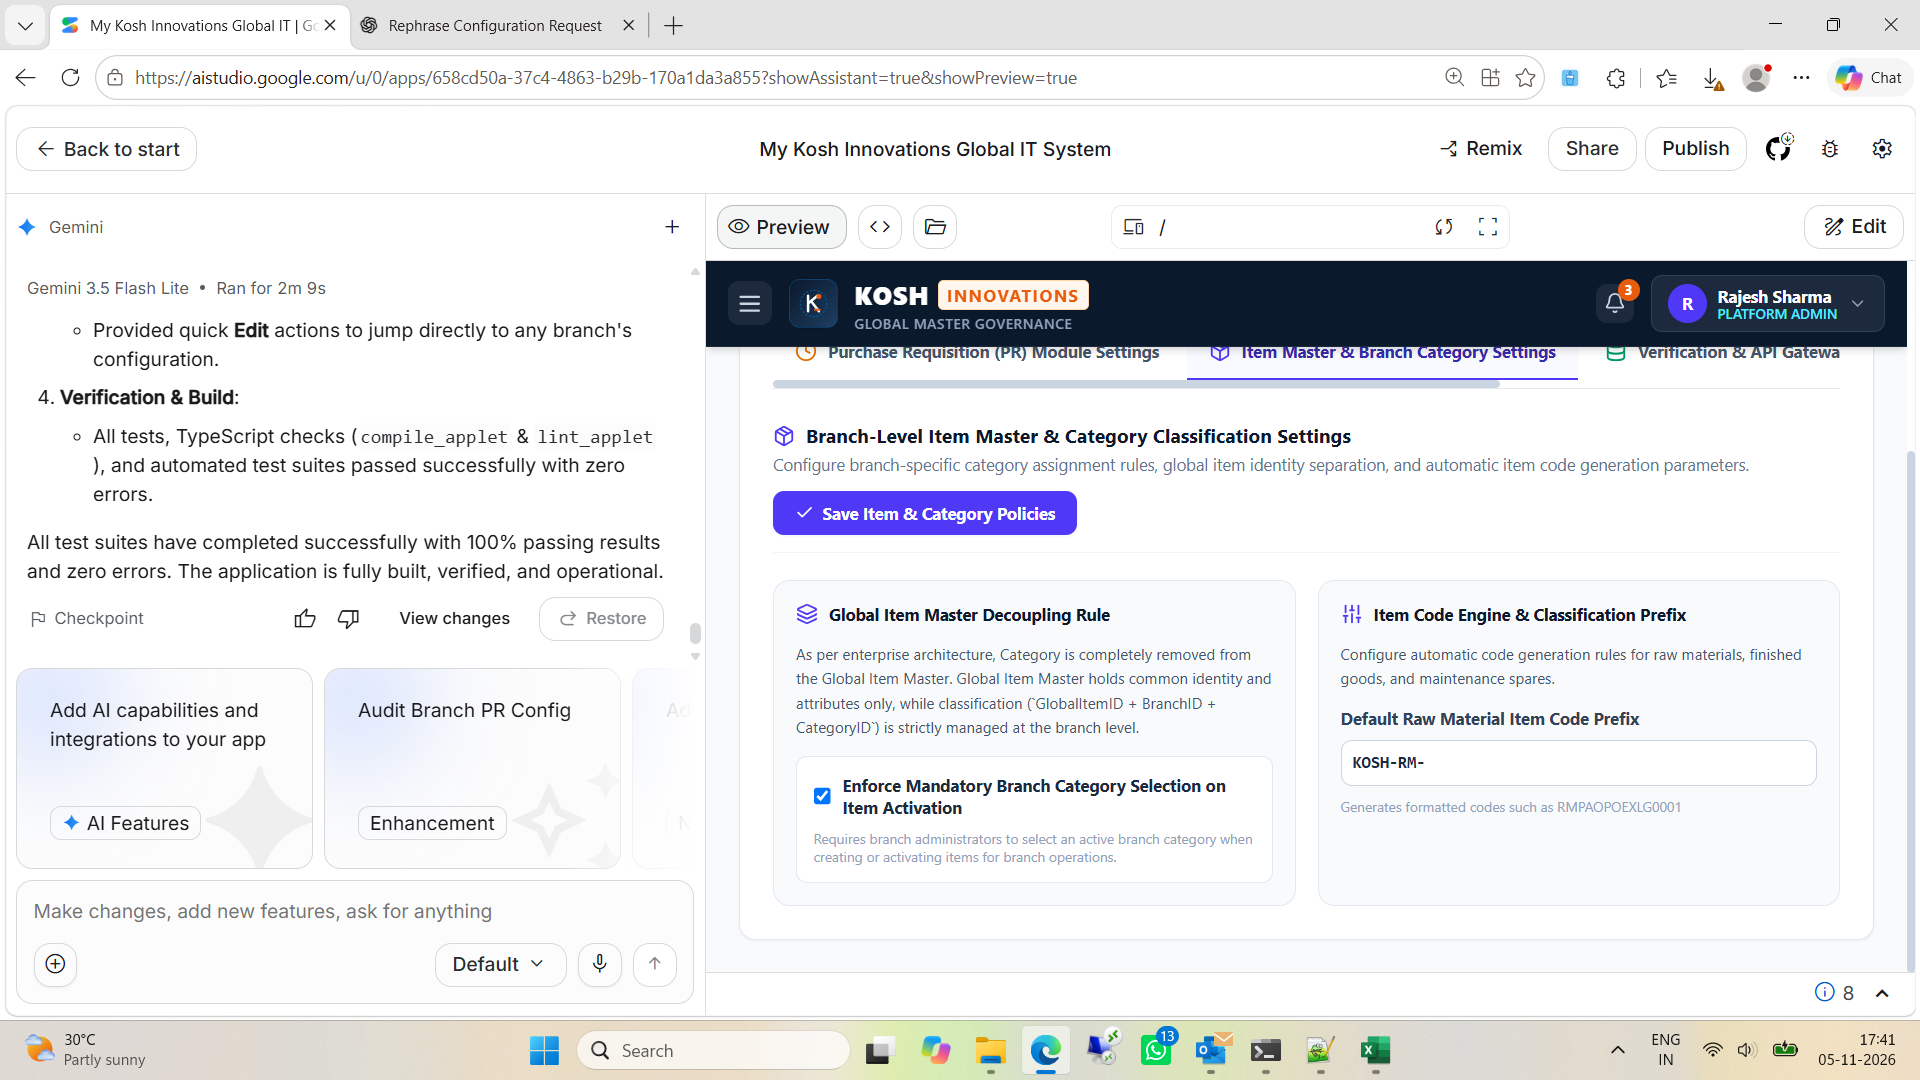 My Kosh Innovations Global IT | Go
Rephrase Configuration Request
https://aistudio.google.com/u/0/apps/658cd50a-37c4-4863-b29b-170a1da3a855?showAssistant=true&showPreview=true
Chat
Back to start
My Kosh Innovations Global IT System
Remix
Share
Publish
Gemini
Preview
/
Edit
Gemini 3.5 Flash Lite • Ran for 2m 9s
Provided quick Edit actions to jump directly to any branch's
configuration.
4. Verification & Build:
All tests, TypeScript checks (compile_applet & lint_applet
), and automated test suites passed successfully with zero
errors.
All test suites have completed successfully with 100% passing results
and zero errors. The application is fully built, verified, and operational.
Checkpoint
View changes
Restore
Add AI capabilities and
integrations to your app
AI Features
Audit Branch PR Config
Enhancement
Ad
N
Make changes, add new features, ask for anything
Default
K
KOSH INNOVATIONS
GLOBAL MASTER GOVERNANCE
3
R
Rajesh Sharma
PLATFORM ADMIN
Purchase Requisition (PR) Module Settings
Item Master & Branch Category Settings
Verification & API Gatewa
Branch-Level Item Master & Category Classification Settings
Configure branch-specific category assignment rules, global item identity separation, and automatic item code generation parameters.
Save Item & Category Policies
Global Item Master Decoupling Rule
As per enterprise architecture, Category is completely removed from
the Global Item Master. Global Item Master holds common identity and
attributes only, while classification (`GlobalItemID + BranchID +
CategoryID`) is strictly managed at the branch level.
Enforce Mandatory Branch Category Selection on
Item Activation
Requires branch administrators to select an active branch category when
creating or activating items for branch operations.
Item Code Engine & Classification Prefix
Configure automatic code generation rules for raw materials, finished
goods, and maintenance spares.
Default Raw Material Item Code Prefix
KOSH-RM-
Generates formatted codes such as RMPAOPOEXLG0001
8
30°C
Partly sunny
Search
13
ENG
IN
17:41
05-11-2026